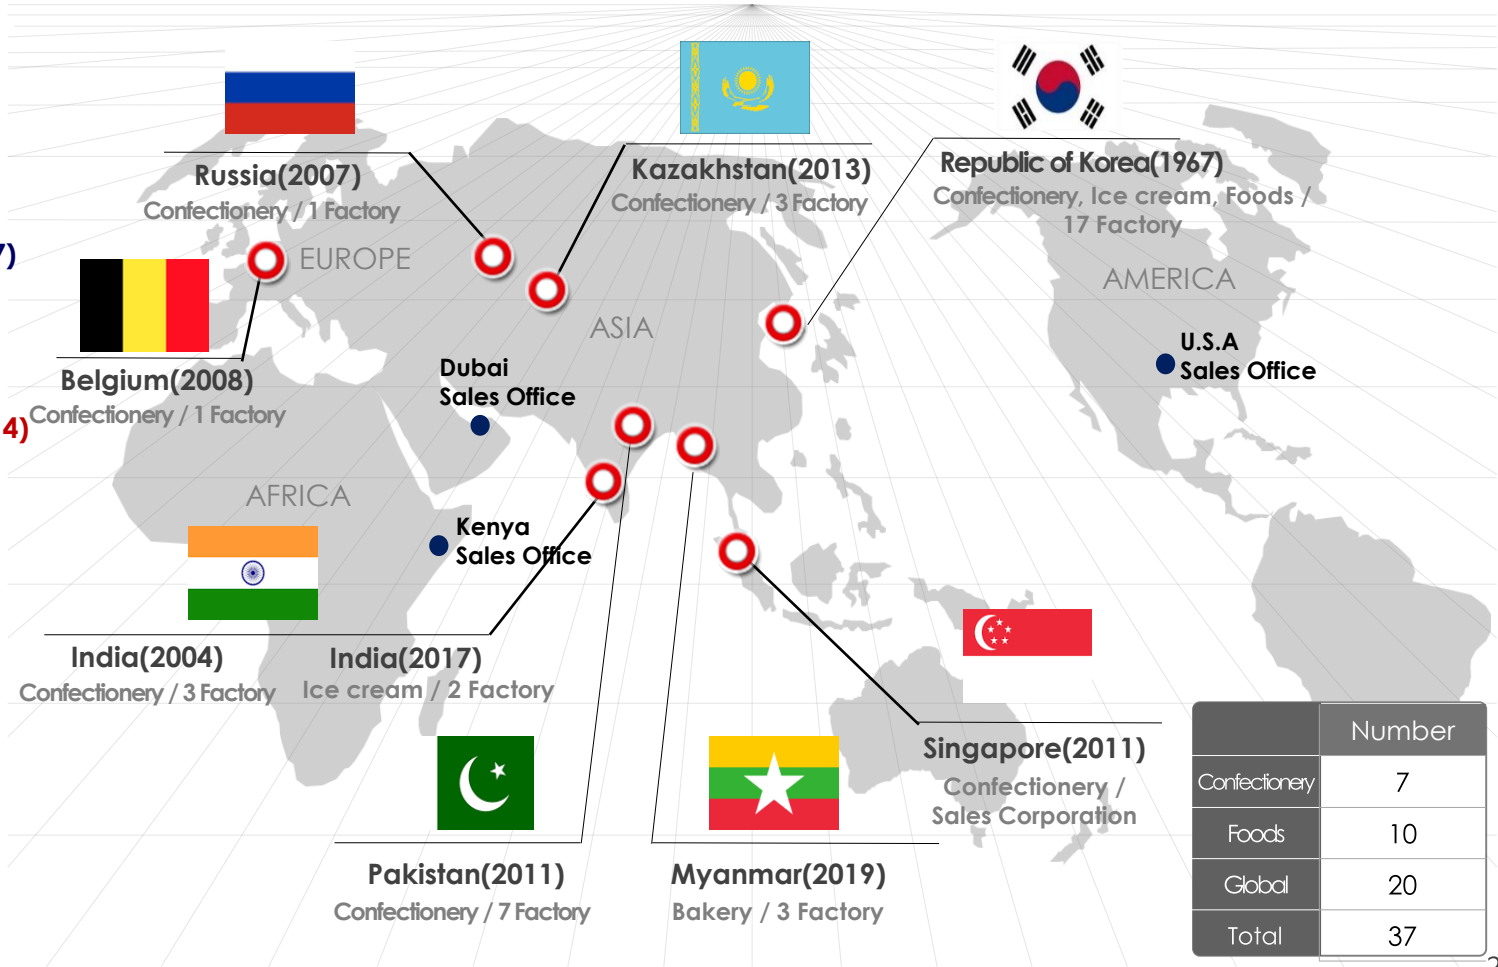 Russia(2007)
Confectionery / 1 Factory
Kazakhstan(2013)
Confectionery / 3 Factory
Republic of Korea(1967)
Confectionery, Ice cream, Foods /
17 Factory
7)
EUROPE
AMERICA
ASIA
U.S.A
Sales Office
Dubai
Sales Office
Belgium(2008)
Confectionery / 1 Factory
4)
AFRICA
Kenya
Sales Office
India(2004)
Confectionery / 3 Factory
India(2017)
Ice cream / 2 Factory
Singapore(2011)
Confectionery /
Sales Corporation
Pakistan(2011)
Confectionery / 7 Factory
Myanmar(2019)
Bakery / 3 Factory
Number
Confectionery 7
Foods 10
Global 20
Total 37